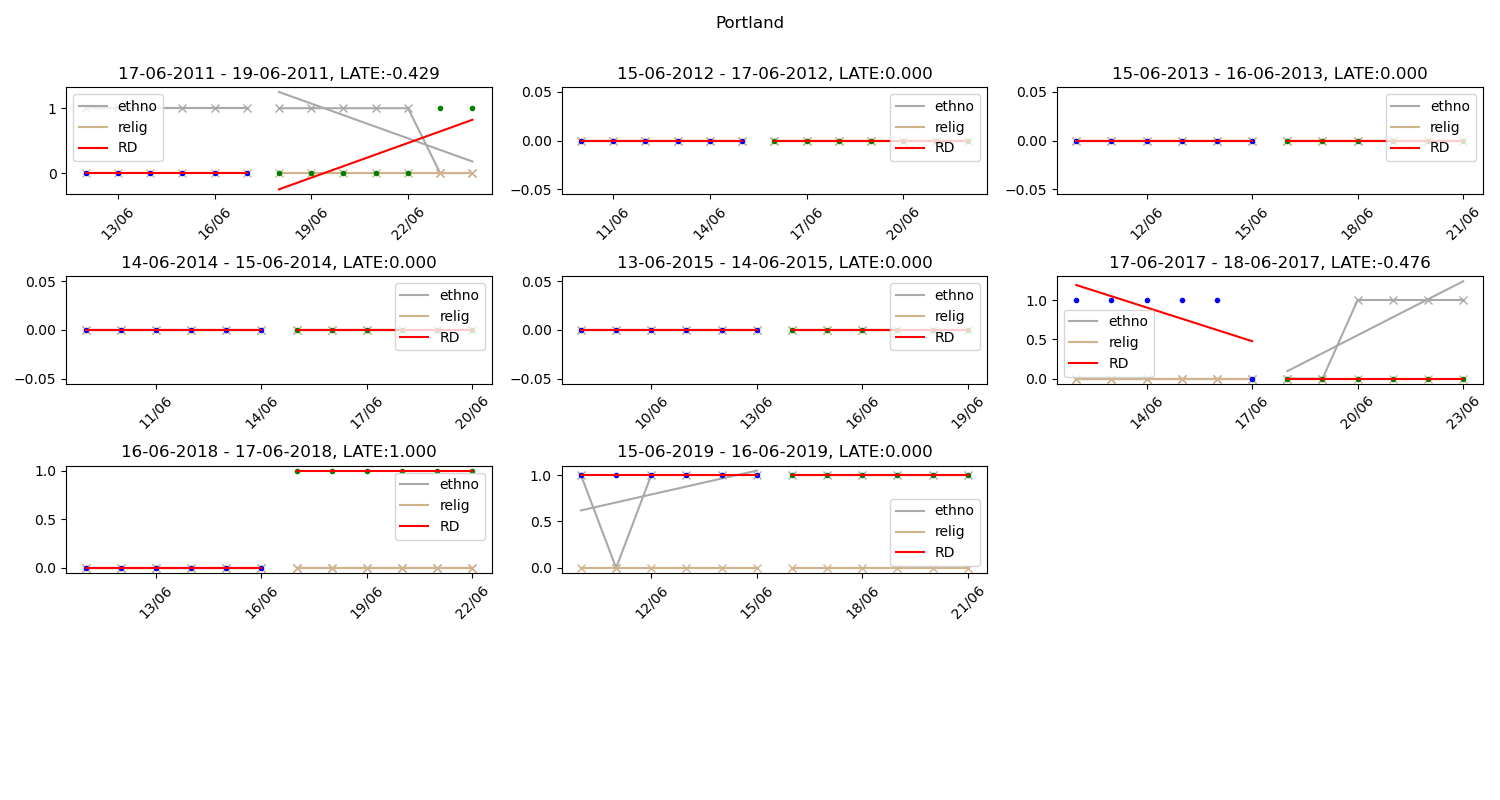 Portland
17-06-2011 - 19-06-2011, LATE:-0.429
1
0
ethno
relig
RD
13/06
16/06
19/06
22/06
15-06-2012 - 17-06-2012, LATE:0.000
0.05
0.00
−0.05
ethno
relig
RD
11/06
14/06
17/06
20/06
15-06-2013 - 16-06-2013, LATE:0.000
0.05
0.00
−0.05
ethno
relig
RD
12/06
15/06
18/06
21/06
14-06-2014 - 15-06-2014, LATE:0.000
0.05
0.00
−0.05
ethno
relig
RD
11/06
14/06
17/06
20/06
13-06-2015 - 14-06-2015, LATE:0.000
0.05
0.00
−0.05
ethno
relig
RD
10/06
13/06
16/06
19/06
17-06-2017 - 18-06-2017, LATE:-0.476
1.0
0.5
0.0
ethno
relig
RD
14/06
17/06
20/06
23/06
16-06-2018 - 17-06-2018, LATE:1.000
1.0
0.5
0.0
ethno
relig
RD
13/06
16/06
19/06
22/06
15-06-2019 - 16-06-2019, LATE:0.000
1.0
0.5
0.0
ethno
relig
RD
12/06
15/06
18/06
21/06